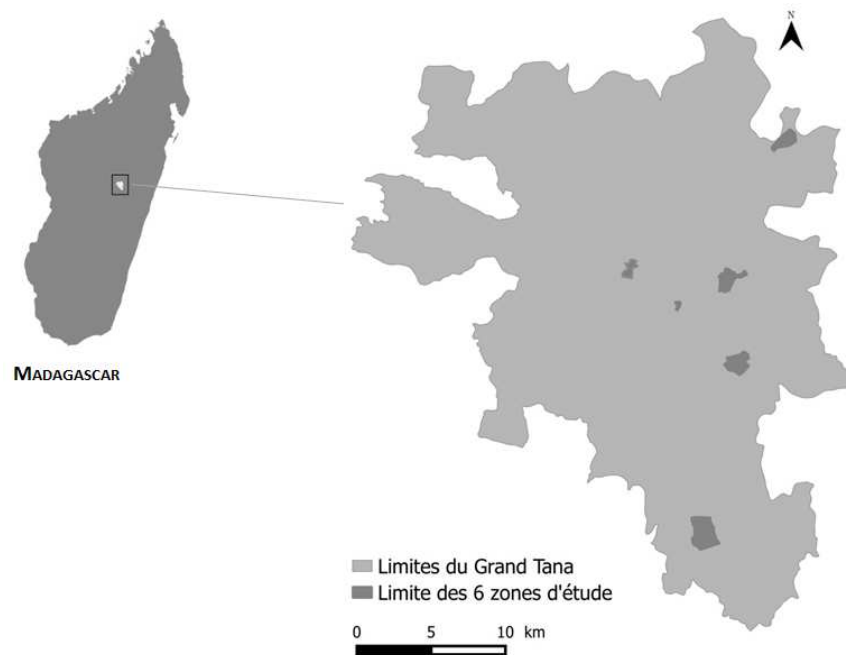 N
MADAGASCAR
Limites du Grand Tana
Limite des 6 zones d'étude
0 5 10 km